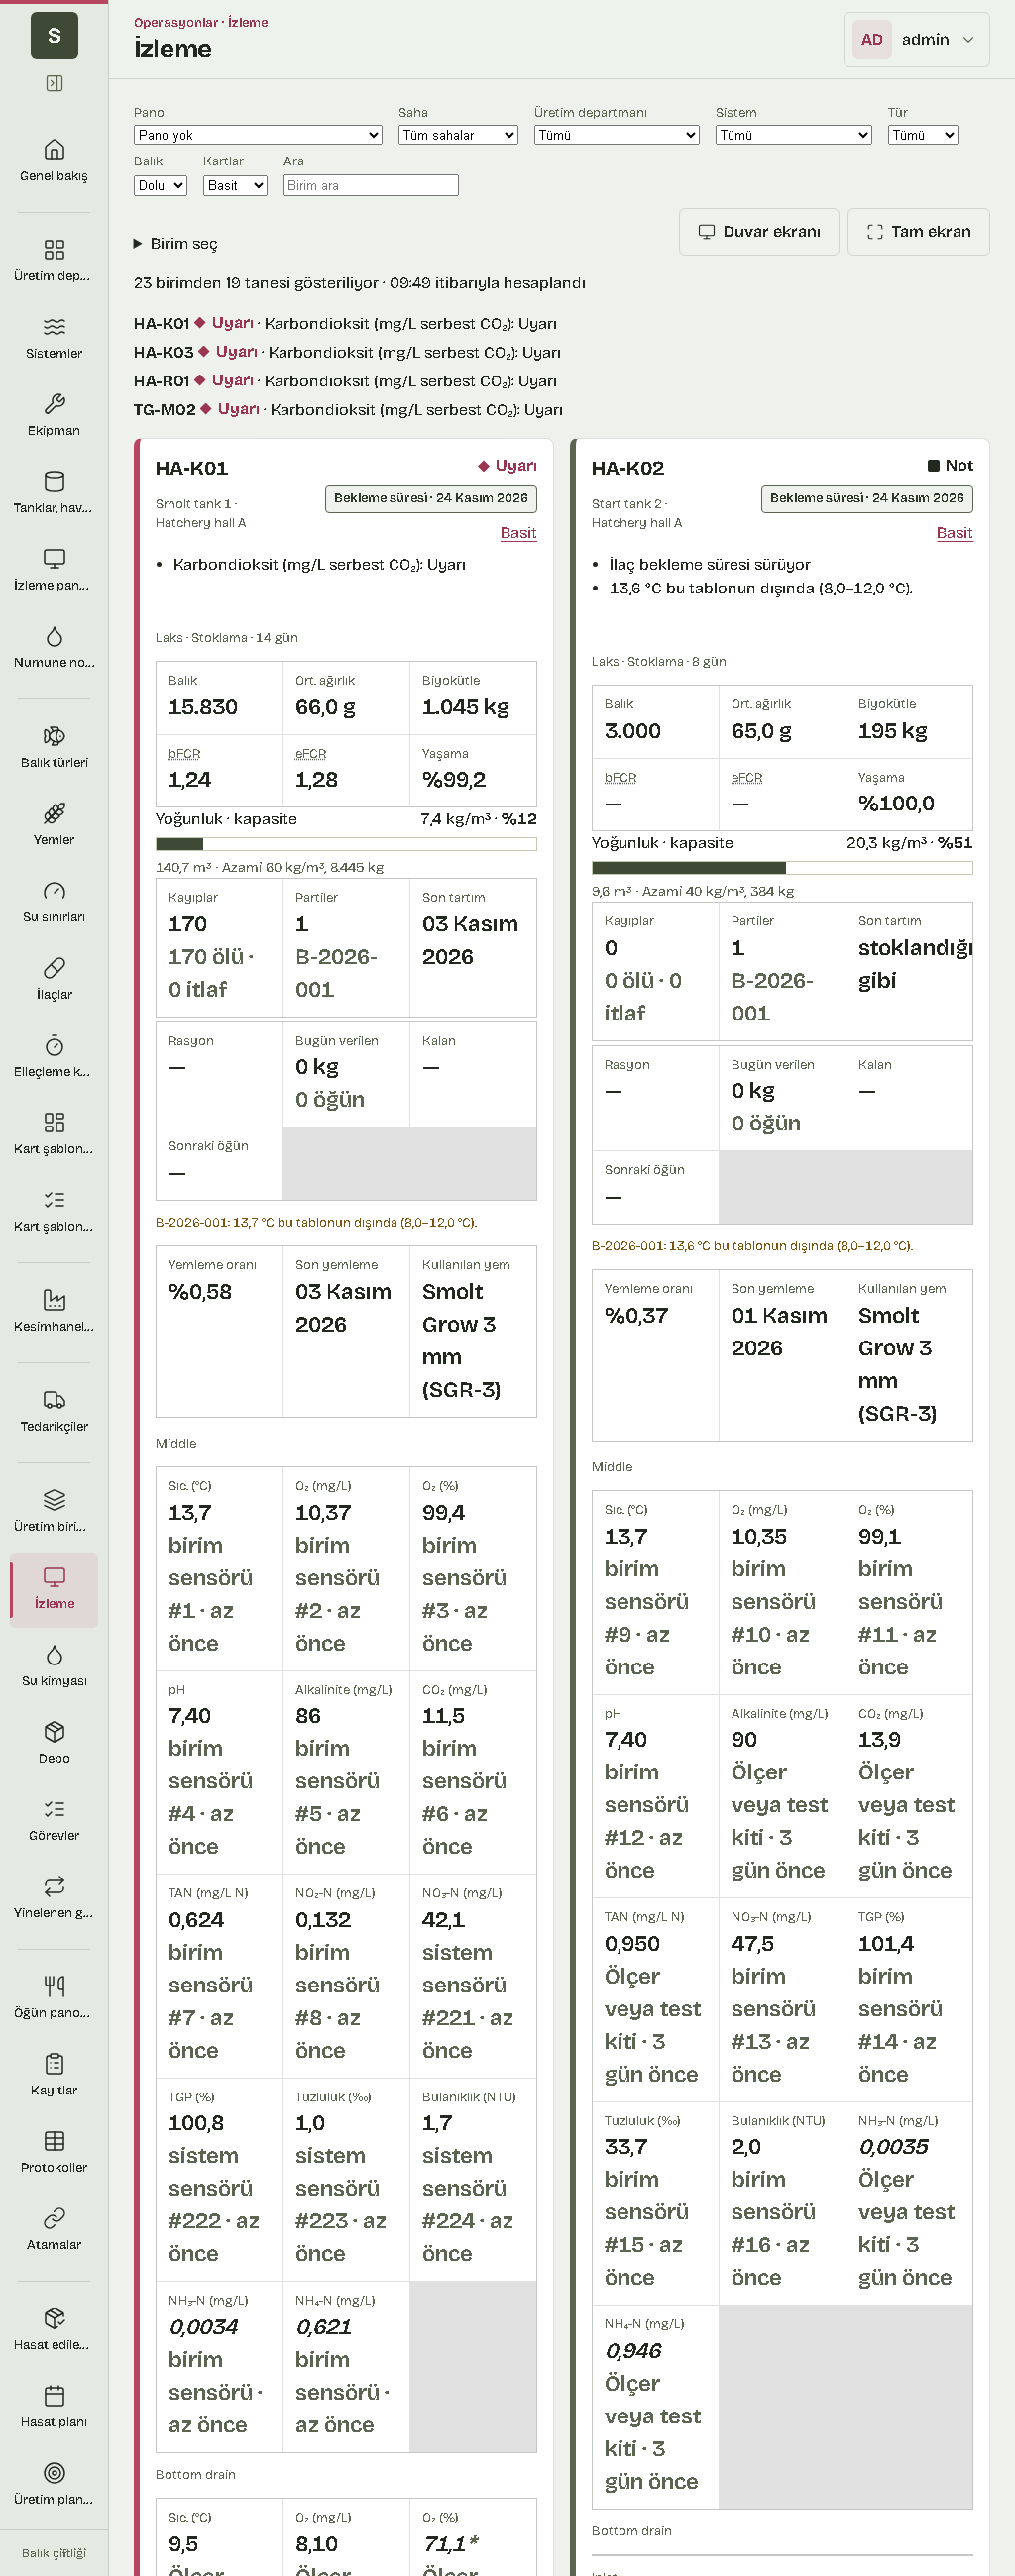 S
Genel bakış
Üretim dep...
Sistemler
Ekipman
Tanklar, hav...
İzleme pan...
Numune no...
Balık türleri
Yemler
Su sınırları
İlaçlar
Elleçleme k...
Kart şablon...
Kart şablon...
Kesimhanel...
Tedarikçiler
Üretim biri...
İzleme
Su kimyası
Depo
Görevler
Yinelenen g...
Öğün pano...
Kayıtlar
Protokoller
Atamalar
Hasat edile...
Hasat planı
Üretim plan...
Balık çiftliği
Operasyonlar · İzleme
İzleme
AD admin
Pano Saha Üretim departmanı Sistem Tür
Pano yok Tüm sahalar Tümü Tümü Tümü
Balık Kartlar Ara
Dolu Basit Birim ara
Birim seç
Duvar ekranı Tam ekran
23 birimden 19 tanesi gösteriliyor · 09:49 itibarıyla hesaplandı
HA-K01 ◆ Uyarı · Karbondioksit (mg/L serbest CO₂): Uyarı
HA-K03 ◆ Uyarı · Karbondioksit (mg/L serbest CO₂): Uyarı
HA-R01 ◆ Uyarı · Karbondioksit (mg/L serbest CO₂): Uyarı
TG-M02 ◆ Uyarı · Karbondioksit (mg/L serbest CO₂): Uyarı
HA-K01 ◆ Uyarı
Smolt tank 1 ·
Hatchery hall A
Bekleme süresi · 24 Kasım 2026
Basit
• Karbondioksit (mg/L serbest CO₂): Uyarı
Laks · Stoklama · 14 gün
Balık Ort. ağırlık Biyokütle
15.830 66,0 g 1.045 kg
bFCR eFCR Yaşama
1,24 1,28 %99,2
Yoğunluk · kapasite 7,4 kg/m³ · %12
140,7 m³ · Azami 60 kg/m³, 8.445 kg
Kayıplar Partiler Son tartım
170 1 03 Kasım
170 ölü · B-2026- 2026
0 itlaf 001
Rasyon Bugün verilen Kalan
— 0 kg —
0 öğün
Sonraki öğün
—
B-2026-001: 13,7 °C bu tablonun dışında (8,0–12,0 °C).
Yemleme oranı Son yemleme Kullanılan yem
%0,58 03 Kasım Smolt
2026 Grow 3
mm
(SGR-3)
Middle
Sıc. (°C) O₂ (mg/L) O₂ (%)
13,7 10,37 99,4
birim birim birim
sensörü sensörü sensörü
#1 · az #2 · az #3 · az
önce önce önce
pH Alkalinite (mg/L) CO₂ (mg/L)
7,40 86 11,5
birim birim birim
sensörü sensörü sensörü
#4 · az #5 · az #6 · az
önce önce önce
TAN (mg/L N) NO₂-N (mg/L) NO₃-N (mg/L)
0,624 0,132 42,1
birim birim sistem
sensörü sensörü sensörü
#7 · az #8 · az #221 · az
önce önce önce
TGP (%) Tuzluluk (‰) Bulanıklık (NTU)
100,8 1,0 1,7
sistem sistem sistem
sensörü sensörü sensörü
#222 · az #223 · az #224 · az
önce önce önce
NH₃-N (mg/L) NH₄-N (mg/L)
0,0034 0,621
birim birim
sensörü · sensörü ·
az önce az önce
Bottom drain
Sıc. (°C) O₂ (mg/L) O₂ (%)
9,5 8,10 71,1*
Ölçer Ölçer Ölçer
HA-K02 ■ Not
Start tank 2 ·
Hatchery hall A
Bekleme süresi · 24 Kasım 2026
Basit
• İlaç bekleme süresi sürüyor
• 13,6 °C bu tablonun dışında (8,0–12,0 °C).
Laks · Stoklama · 8 gün
Balık Ort. ağırlık Biyokütle
3.000 65,0 g 195 kg
bFCR eFCR Yaşama
— — %100,0
Yoğunluk · kapasite 20,3 kg/m³ · %51
9,6 m³ · Azami 40 kg/m³, 384 kg
Kayıplar Partiler Son tartım
0 1 stoklandığı
0 ölü · 0 B-2026- gibi
itlaf 001
Rasyon Bugün verilen Kalan
— 0 kg —
0 öğün
Sonraki öğün
—
B-2026-001: 13,6 °C bu tablonun dışında (8,0–12,0 °C).
Yemleme oranı Son yemleme Kullanılan yem
%0,37 01 Kasım Smolt
2026 Grow 3
mm
(SGR-3)
Middle
Sıc. (°C) O₂ (mg/L) O₂ (%)
13,7 10,35 99,1
birim birim birim
sensörü sensörü sensörü
#9 · az #10 · az #11 · az
önce önce önce
pH Alkalinite (mg/L) CO₂ (mg/L)
7,40 90 13,9
birim Ölçer Ölçer
sensörü veya test veya test
#12 · az kiti · 3 kiti · 3
önce gün önce gün önce
TAN (mg/L N) NO₃-N (mg/L) TGP (%)
0,950 47,5 101,4
Ölçer birim birim
veya test sensörü sensörü
kiti · 3 #13 · az #14 · az
gün önce önce önce
Tuzluluk (‰) Bulanıklık (NTU) NH₃-N (mg/L)
33,7 2,0 0,0035
birim birim Ölçer
sensörü sensörü veya test
#15 · az #16 · az kiti · 3
önce önce gün önce
NH₄-N (mg/L)
0,946
Ölçer
veya test
kiti · 3
gün önce
Bottom drain